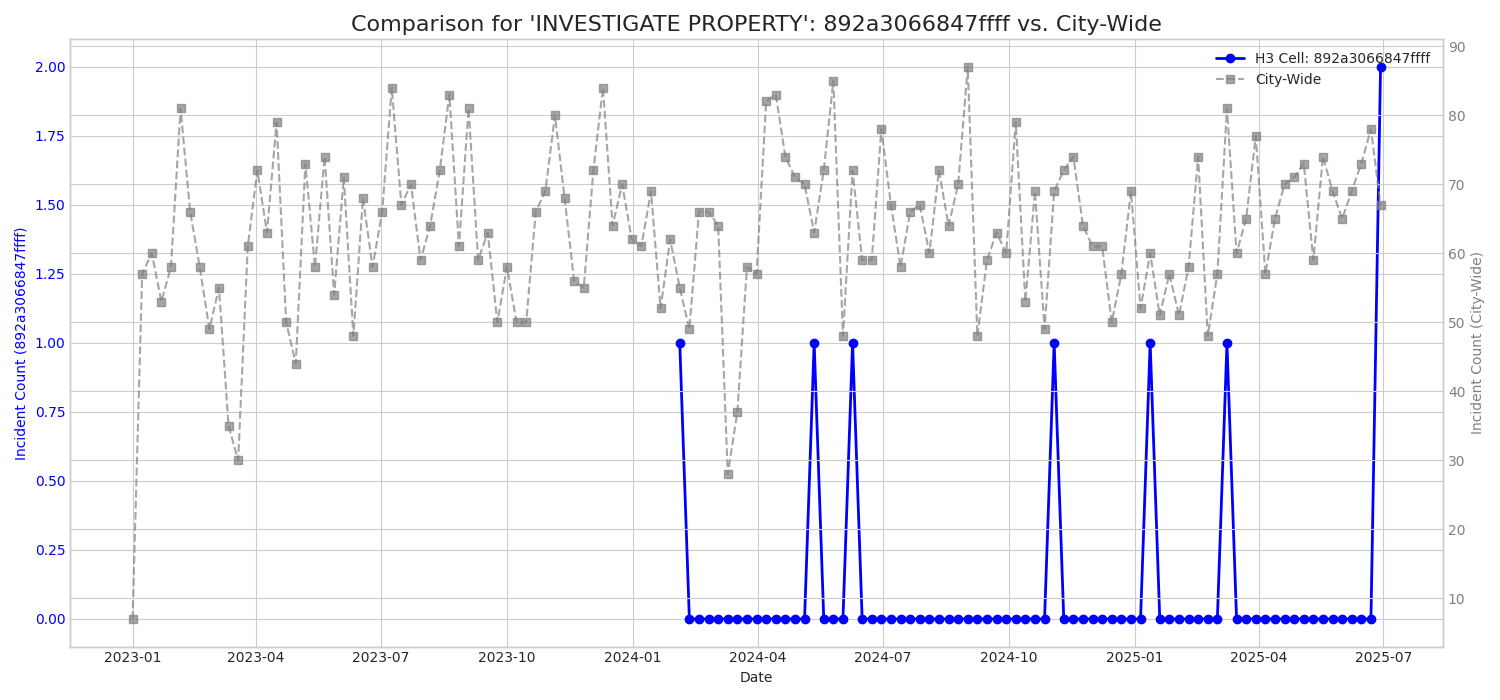 Comparison for 'INVESTIGATE PROPERTY': 892a3066847ffff vs. City-Wide
H3 Cell: 892a3066847ffff
City-Wide
Incident Count (892a3066847ffff)
2.00
1.75
1.50
1.25
1.00
0.75
0.50
0.25
0.00
90
80
70
60
50
40
30
20
10
Incident Count (City-Wide)
2023-01 2023-04 2023-07 2023-10 2024-01 2024-04 2024-07 2024-10 2025-01 2025-04 2025-07
Date